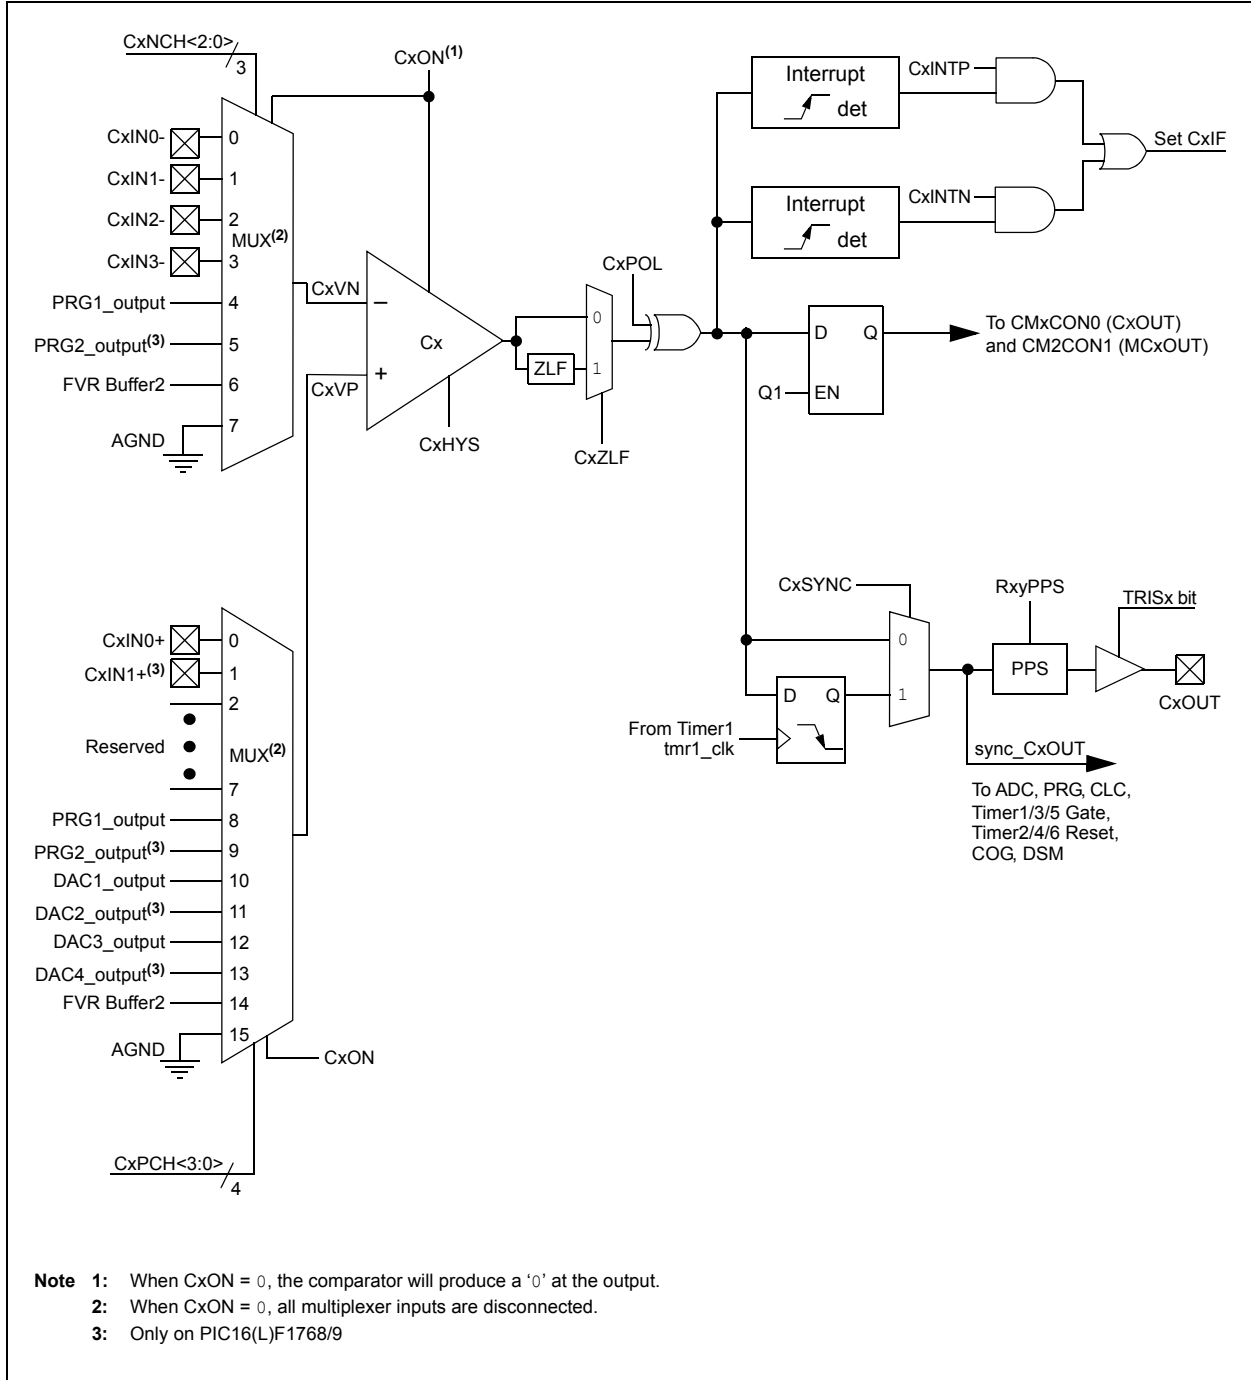 CxNCH<2:0>
3
CxON(1)
CxIN0-
0
CxIN1-
1
CxIN2-
2
MUX(2)
CxIN3-
3
PRG1_output
4
PRG2_output(3)
5
FVR Buffer2
6
7
AGND
CxVN
CxVP
–
Cx
+
CxHYS
0
ZLF
1
CxZLF
CxPOL
Interrupt
det
CxINTP
Interrupt
det
CxINTN
Set CxIF
D
Q
Q1
EN
To CMxCON0 (CxOUT)
and CM2CON1 (MCxOUT)
CxSYNC
0
1
D
Q
From Timer1
tmr1_clk
RxyPPS
PPS
TRISx bit
CxOUT
sync_CxOUT
To ADC, PRG, CLC,
Timer1/3/5 Gate,
Timer2/4/6 Reset,
COG, DSM
CxIN0+
0
CxIN1+(3)
1
2
Reserved
MUX(2)
7
PRG1_output
8
PRG2_output(3)
9
DAC1_output
10
DAC2_output(3)
11
DAC3_output
12
DAC4_output(3)
13
FVR Buffer2
14
15
AGND
CxON
CxPCH<3:0>
4
Note 1: When CxON = 0, the comparator will produce a ‘0’ at the output.
2: When CxON = 0, all multiplexer inputs are disconnected.
3: Only on PIC16(L)F1768/9